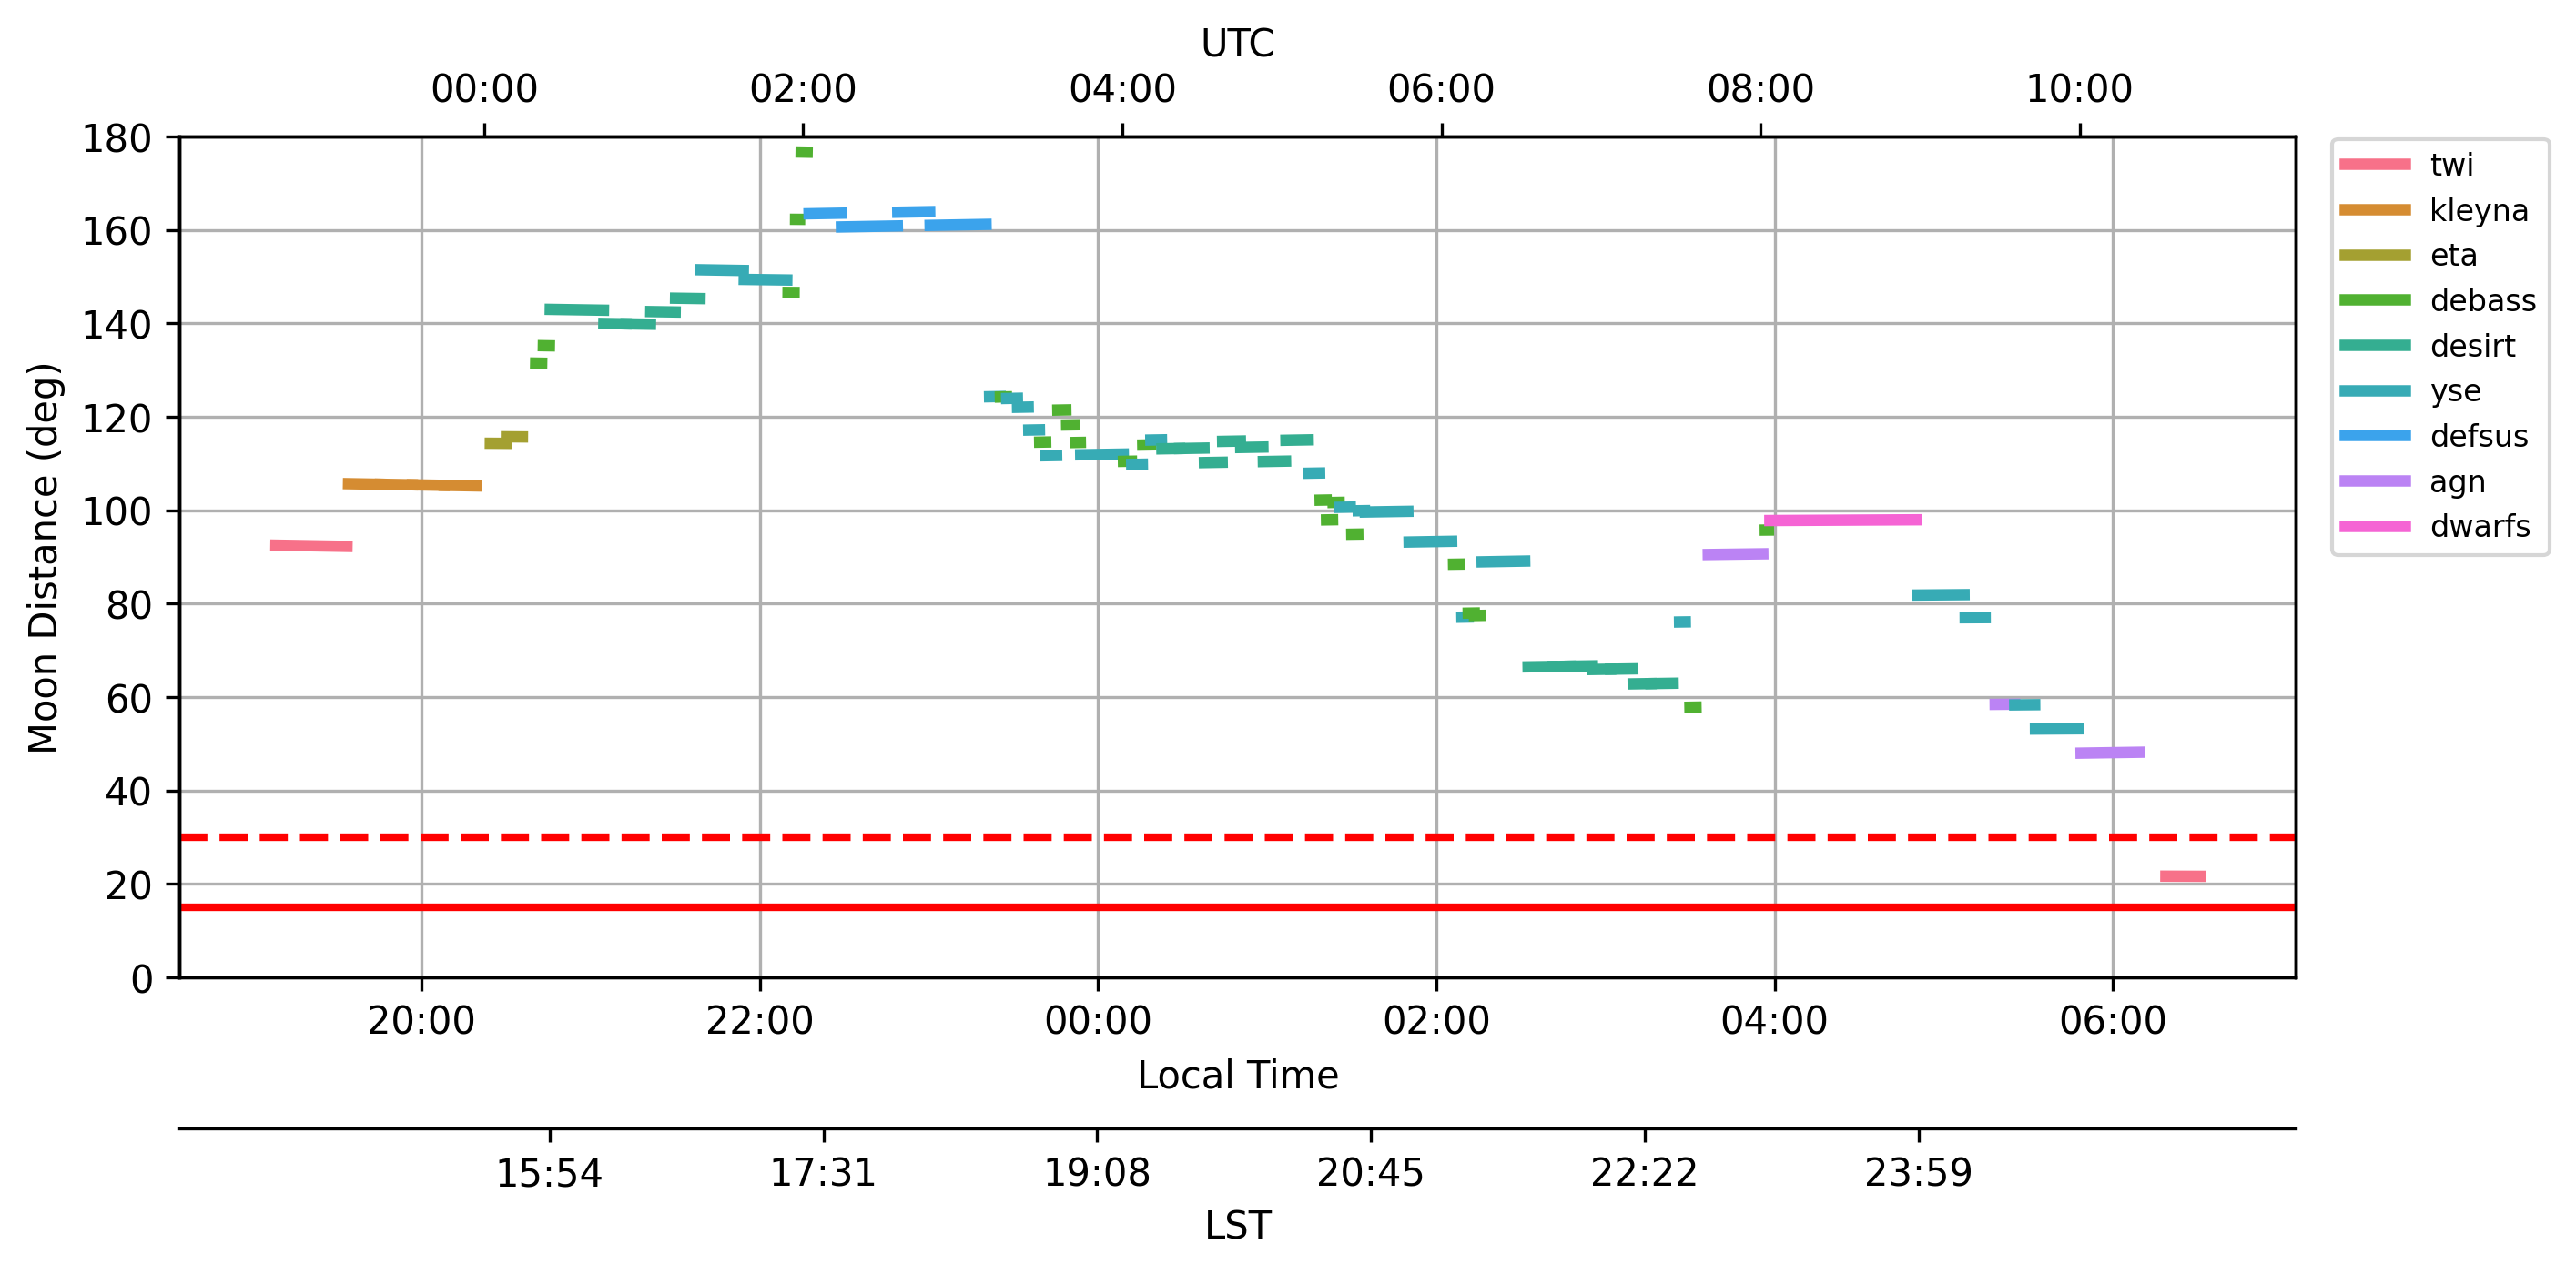 UTC
00:00 02:00 04:00 06:00 08:00 10:00
180
160
140
120
100
80
60
40
20
0
Moon Distance (deg)
twi
kleyna
eta
debass
desirt
yse
defsus
agn
dwarfs
20:00 22:00 00:00 02:00 04:00 06:00
Local Time
15:54 17:31 19:08 20:45 22:22 23:59
LST